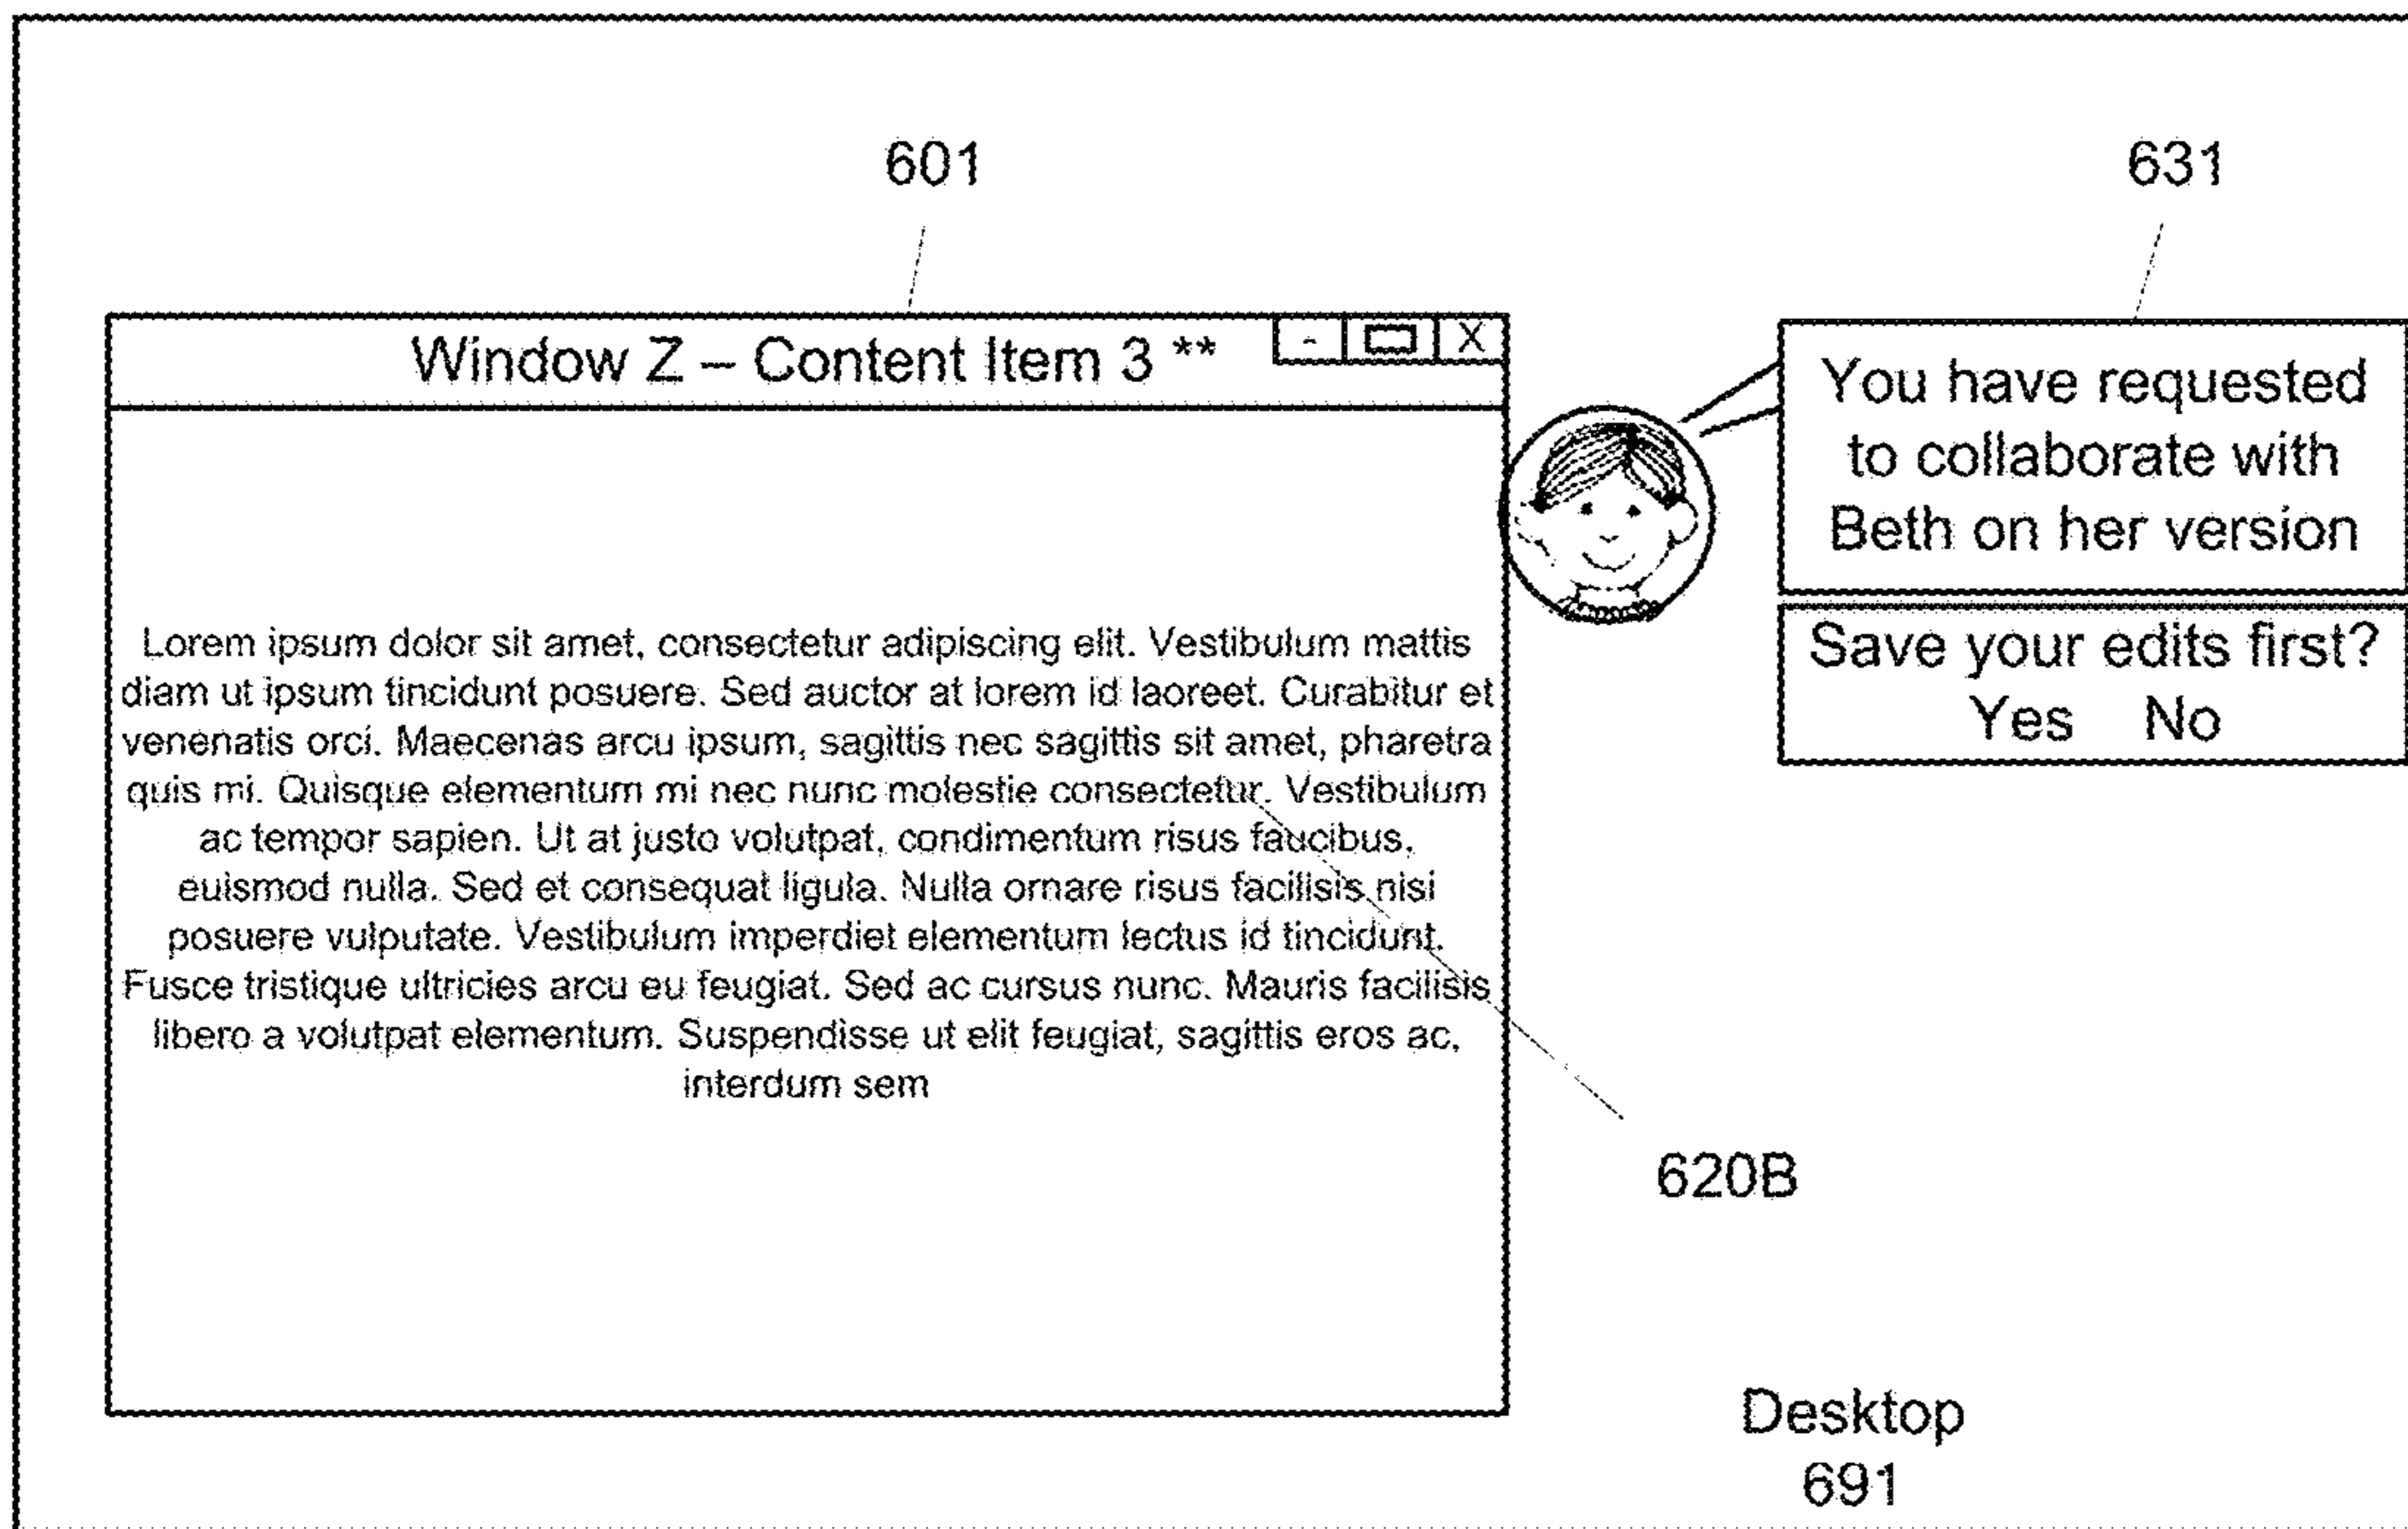 601
631
Window Z – Content Item 3 **
- X
You have requested
to collaborate with
Beth on her version
Save your edits first?
Yes No
Lorem ipsum dolor sit amet, consectetur adipiscing elit. Vestibulum mattis
diam ut ipsum tincidunt posuere. Sed auctor at lorem id laoreet. Curabitur et
venenatis orci. Maecenas arcu ipsum, sagittis nec sagittis sit amet, pharetra
quis mi. Quisque elementum mi nec nunc molestie consectetur. Vestibulum
ac tempor sapien. Ut at justo volutpat, condimentum risus faucibus,
euismod nulla. Sed et consequat ligula. Nulla ornare risus facilisis nisi
posuere vulputate. Vestibulum imperdiet elementum lectus id tincidunt.
Fusce tristique ultricies arcu eu feugiat. Sed ac cursus nunc. Mauris facilisis
libero a volutpat elementum. Suspendisse ut elit feugiat, sagittis eros ac,
interdum sem
620B
Desktop
691